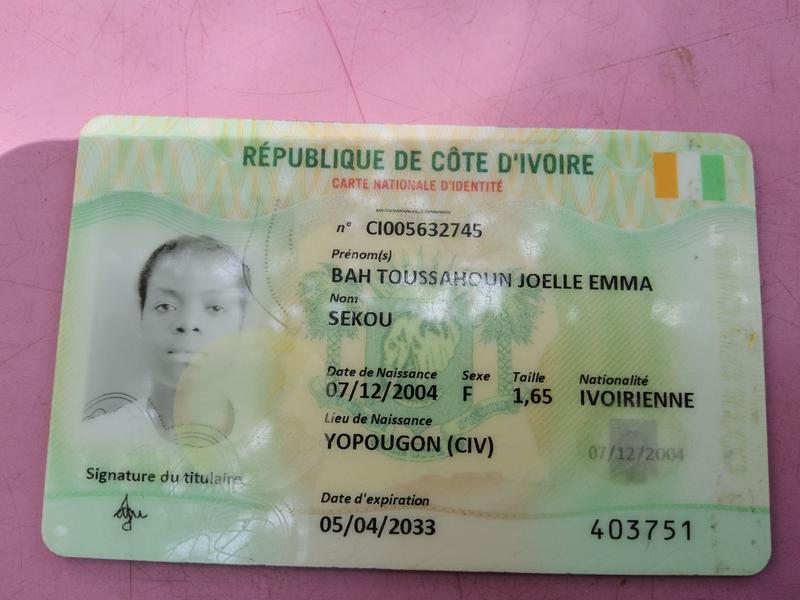 RÉPUBLIQUE DE CÔTE D'IVOIRE
CARTE NATIONALE D'IDENTITÉ
n° CI005632745
Prénom(s)
BAH TOUSSAHOUN JOELLE EMMA
Nom
SEKOU
Date de Naissance Sexe Taille Nationalité
07/12/2004 F 1,65 IVOIRIENNE
Lieu de Naissance
YOPOUGON (CIV)
07/12/2004
Signature du titulaire
Date d'expiration
05/04/2033
403751